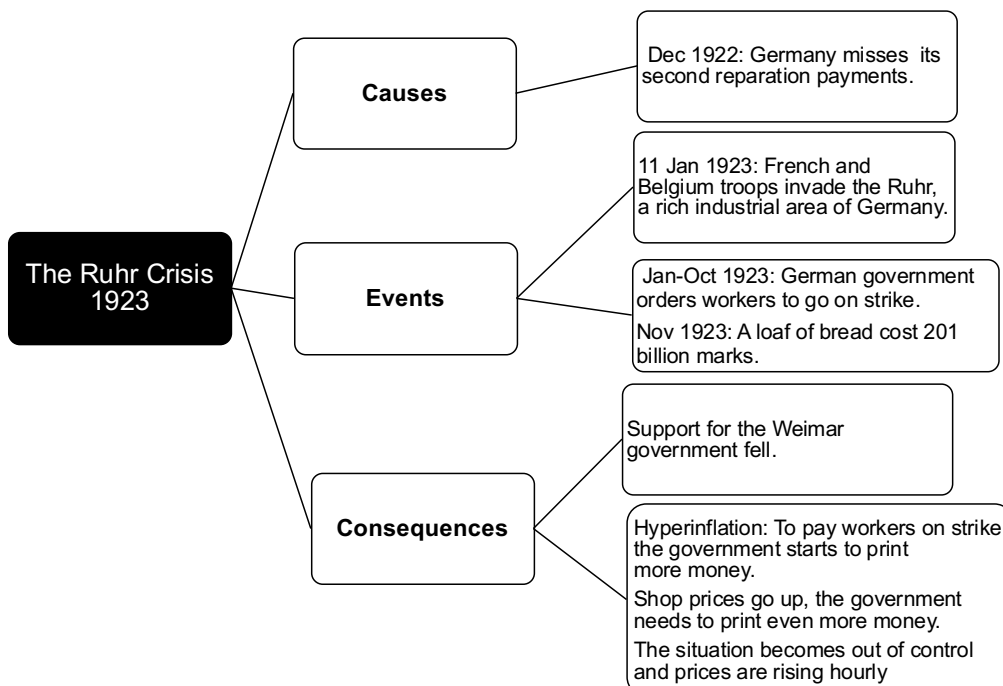 The Ruhr Crisis
1923
Causes
Dec 1922: Germany misses its
second reparation payments.
Events
11 Jan 1923: French and
Belgium troops invade the Ruhr,
a rich industrial area of Germany.
Jan-Oct 1923: German government
orders workers to go on strike.
Nov 1923: A loaf of bread cost 201
billion marks.
Consequences
Support for the Weimar
government fell.
Hyperinflation: To pay workers on strike
the government starts to print
more money.
Shop prices go up, the government
needs to print even more money.
The situation becomes out of control
and prices are rising hourly